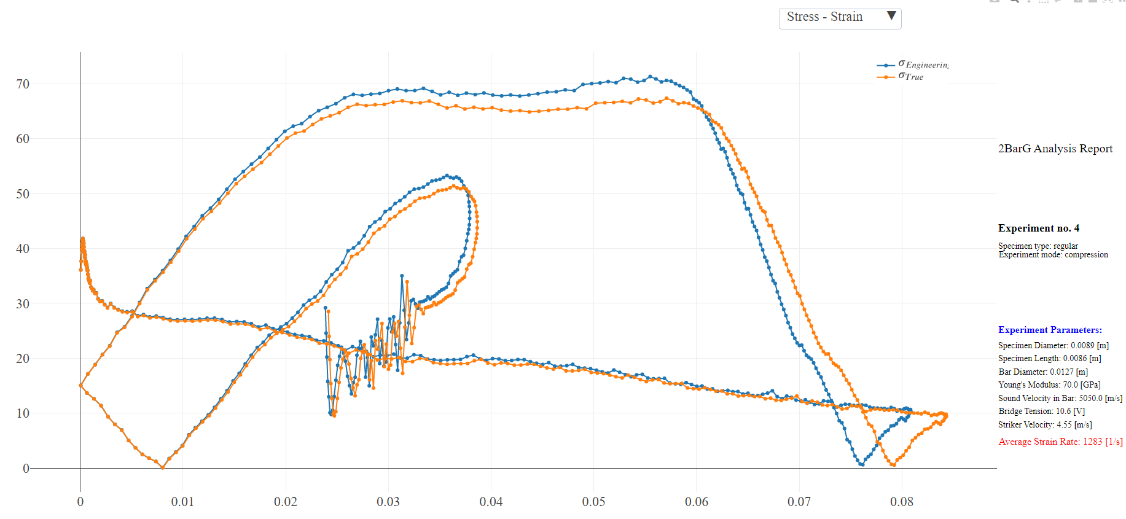 Stress - Strain ▼
σEngineerin,
σTrue
70
60
50
40
30
20
10
0
0 0.01 0.02 0.03 0.04 0.05 0.06 0.07 0.08
2BarG Analysis Report
Experiment no. 4
Specimen type: regular
Experiment mode: compression
Experiment Parameters:
Specimen Diameter: 0.0089 [m]
Specimen Length: 0.0086 [m]
Bar Diameter: 0.0127 [m]
Young's Modulus: 70.0 [GPa]
Sound Velocity in Bar: 5050.0 [m/s]
Bridge Tension: 10.6 [V]
Striker Velocity: 4.55 [m/s]
Average Strain Rate: 1283 [1/s]